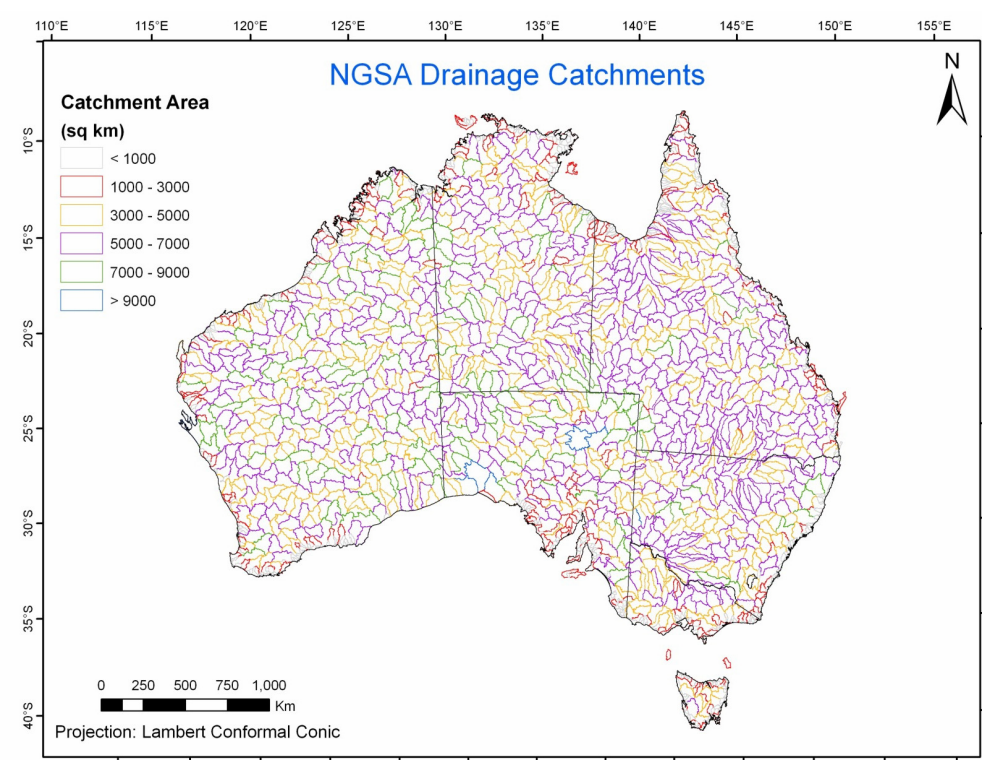 110°E 115°E 120°E 125°E 130°E 135°E 140°E 145°E 150°E 155°E
NGSA Drainage Catchments
N
Catchment Area
(sq km)
< 1000
1000 - 3000
3000 - 5000
5000 - 7000
7000 - 9000
> 9000
10°S
15°S
20°S
25°S
30°S
35°S
40°S
0 250 500 750 1,000
Km
Projection: Lambert Conformal Conic